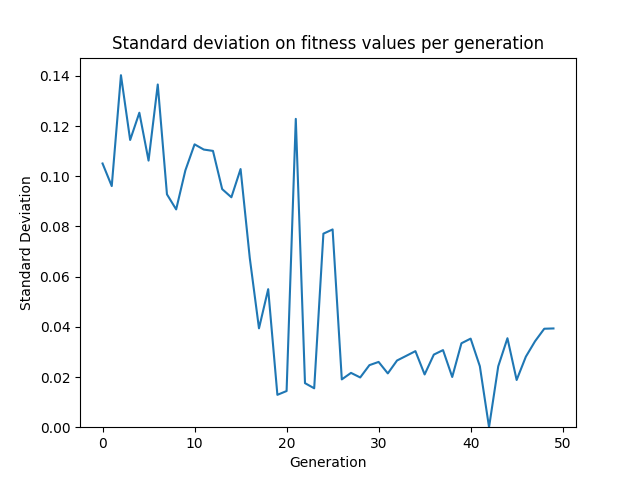 Standard deviation on fitness values per generation
0.14
0.12
0.10
0.08
0.06
0.04
0.02
0.00
Standard Deviation
0 10 20 30 40 50
Generation